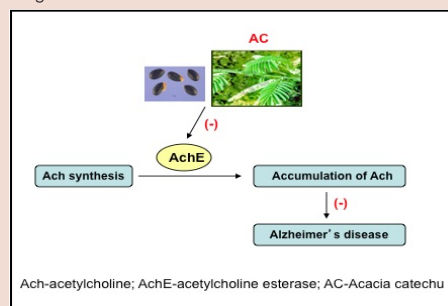 AC
(-)
AchE
Ach synthesis
Accumulation of Ach
(-)
Alzheimer's disease
Ach-acetylcholine; AchE-acetylcholine esterase; AC-Acacia catechu